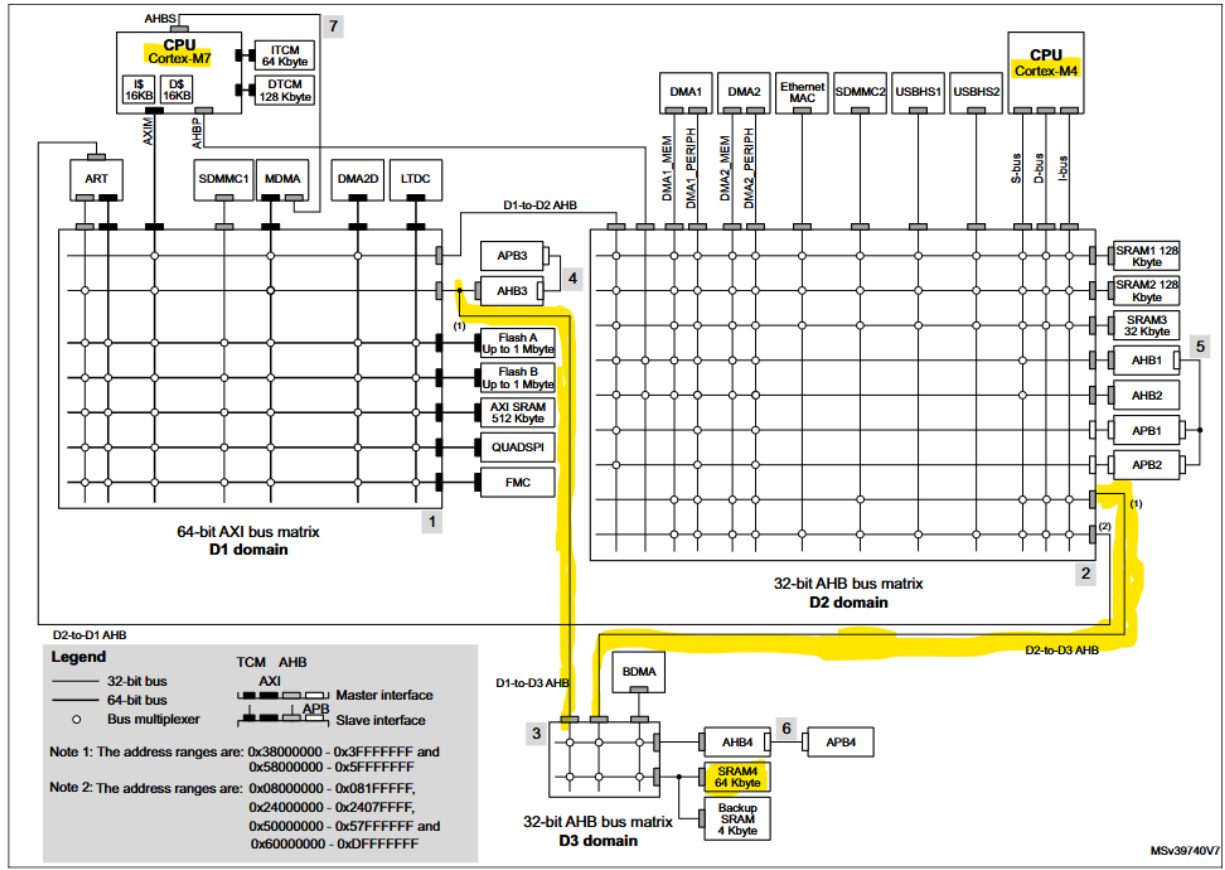 AHBS
7
CPU
Cortex-M7
I$
16KB
D$
16KB
ITCM
64 Kbyte
DTCM
128 Kbyte
AXIM
AHBP
CPU
Cortex-M4
DMA1
DMA2
Ethernet
MAC
SDMMC2
USBHS1
USBHS2
DMA1_MEM
DMA1_PERIPH
DMA2_MEM
DMA2_PERIPH
S-bus
D-bus
I-bus
ART
SDMMC1
MDMA
DMA2D
LTDC
D1-to-D2 AHB
APB3
4
AHB3
(1)
Flash A
Up to 1 Mbyte
Flash B
Up to 1 Mbyte
AXI SRAM
512 Kbyte
QUADSPI
FMC
1
64-bit AXI bus matrix
D1 domain
SRAM1 128
Kbyte
SRAM2 128
Kbyte
SRAM3
32 Kbyte
5
AHB1
AHB2
APB1
APB2
(1)
(2)
2
32-bit AHB bus matrix
D2 domain
D2-to-D1 AHB
D2-to-D3 AHB
D1-to-D3 AHB
BDMA
3
AHB4
6
APB4
SRAM4
64 Kbyte
Backup
SRAM
4 Kbyte
32-bit AHB bus matrix
D3 domain
Legend
TCM AHB
32-bit bus
AXI
64-bit bus
Master interface
APB
Bus multiplexer
Slave interface
Note 1: The address ranges are: 0x38000000 - 0x3FFFFFFF and
0x58000000 - 0x5FFFFFFF
Note 2: The address ranges are: 0x08000000 - 0x081FFFFF,
0x24000000 - 0x2407FFFF,
0x50000000 - 0x57FFFFFF and
0x60000000 - 0xDFFFFFFF
MSv39740V7